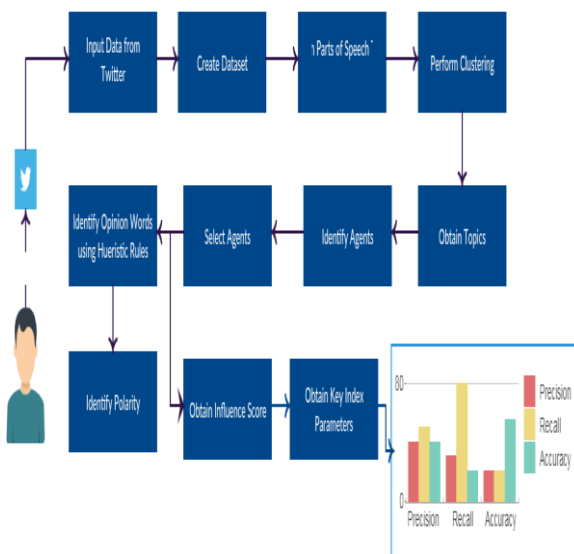 Input Data from
Twitter
Create Dataset
Parts of Speech
Perform Clustering
Identify Opinion Words
using Hueristic Rules
Select Agents
Identify Agents
Obtain Topics
Identify Polarity
Obtain Influence Score
Obtain Key Index
Parameters
80
0
Precision
Recall
Accuracy
Precision
Recall
Accuracy